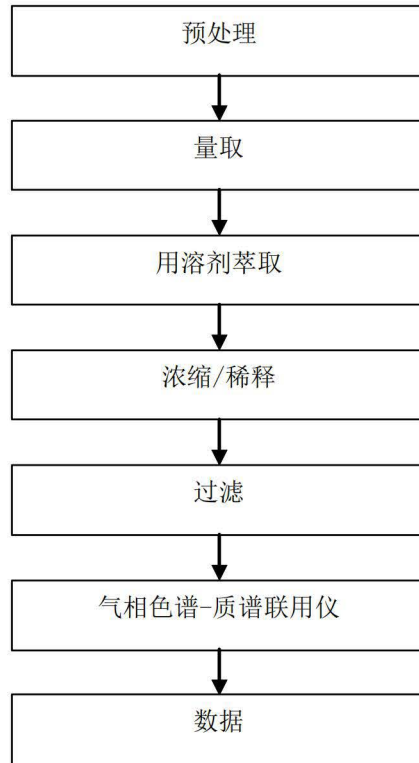 预处理
量取
用溶剂萃取
浓缩/稀释
过滤
气相色谱-质谱联用仪
数据